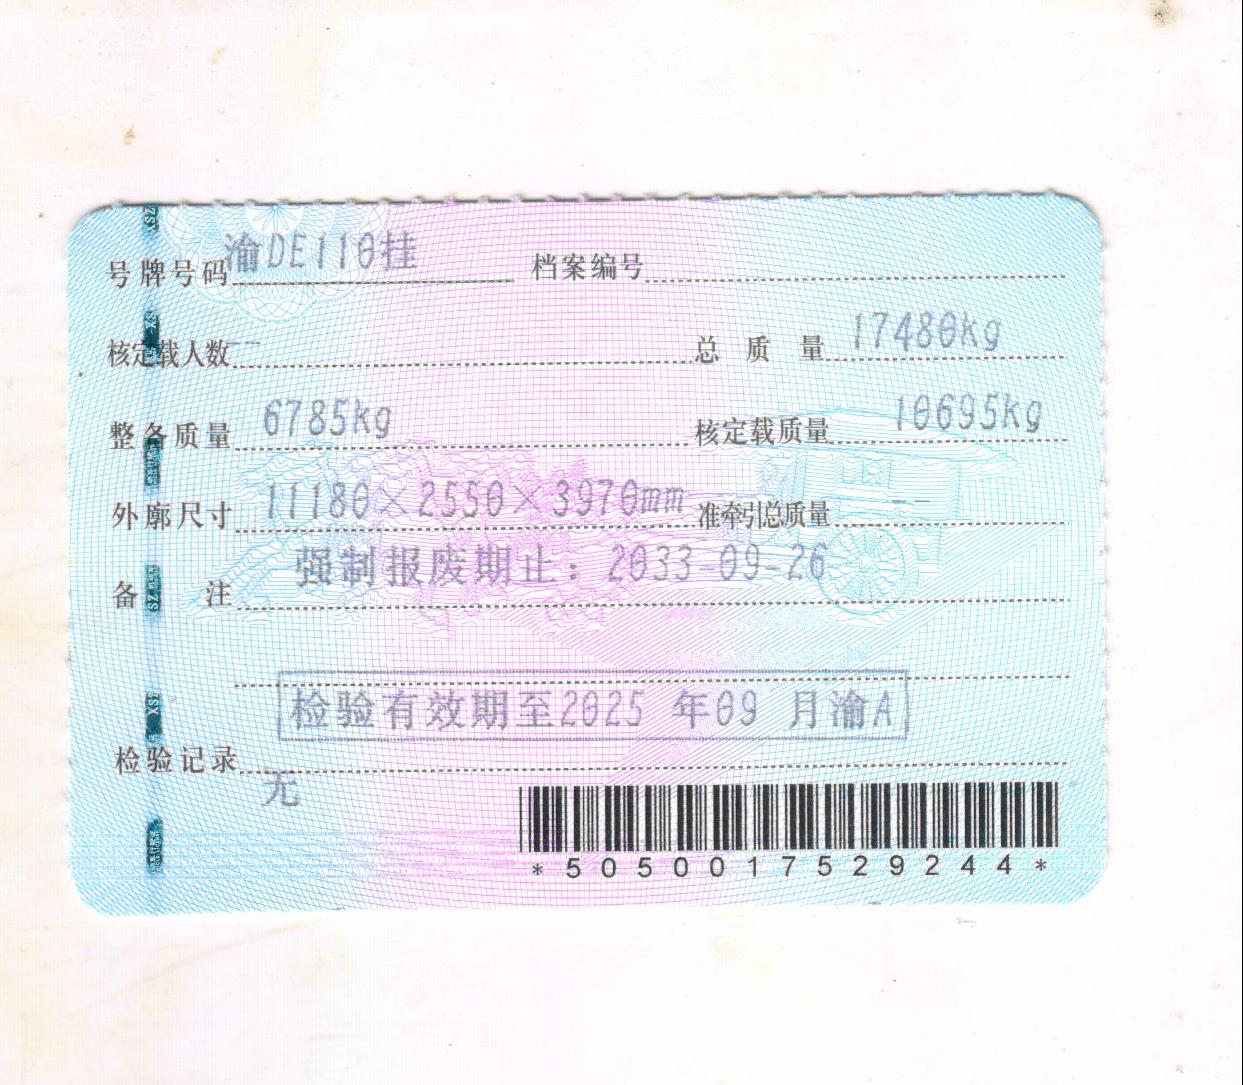 号牌号码 渝DE110挂 档案编号
核定载人数 -- 总质量 17480kg
整备质量 6785kg 核定载质量 10695kg
外廓尺寸 11180×2550×3970mm 准牵引总质量 --
备注 强制报废期止：2033-09-26
检验有效期至2025 年09 月渝A
检验记录
无
*5050017529244*